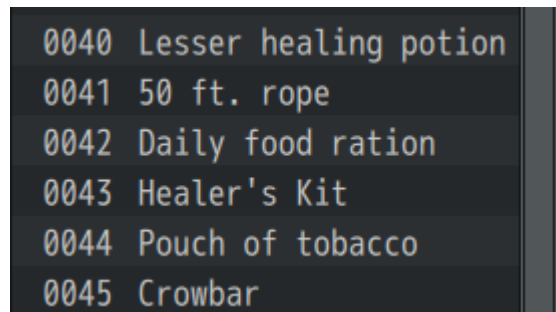 0040 Lesser healing potion
0041 50 ft. rope
0042 Daily food ration
0043 Healer's Kit
0044 Pouch of tobacco
0045 Crowbar